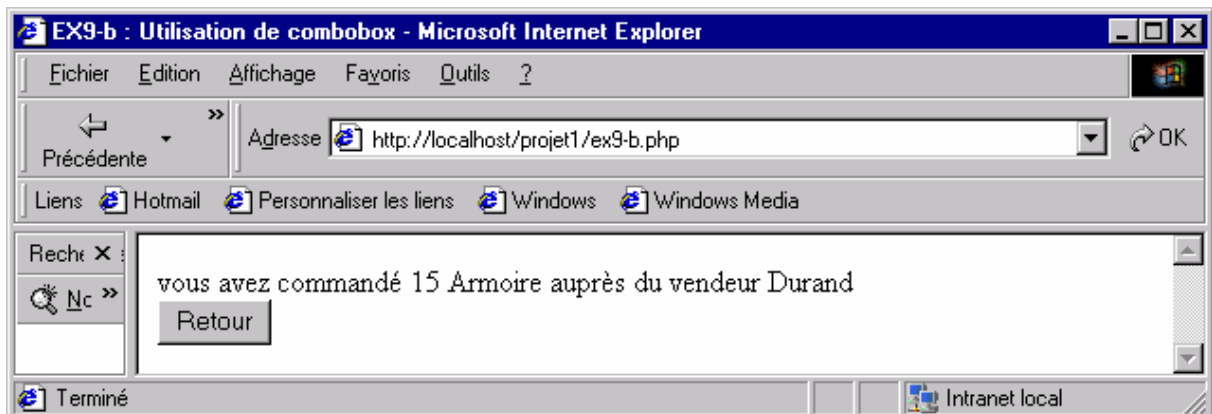 EX9-b : Utilisation de combobox - Microsoft Internet Explorer
Fichier Edition Affichage Favoris Outils ?
Précédente » Adresse http://localhost/projet1/ex9-b.php OK
Liens Hotmail Personnaliser les liens Windows Windows Media
Reche
Nc »
vous avez commandé 15 Armoire auprès du vendeur Durand
Retour
Terminé Intranet local